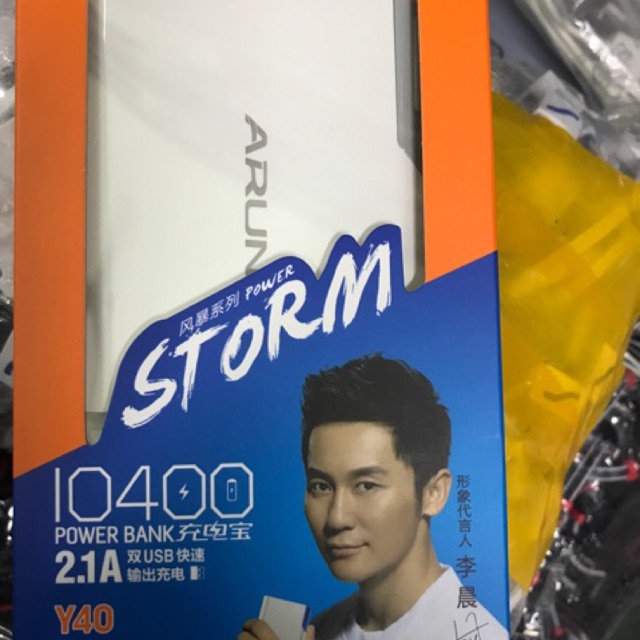 ARUN
风暴系列 POWER
STORM
10400
POWER BANK 充电宝
2.1A 双USB快速
输出充电
Y40
形象代言人 李晨